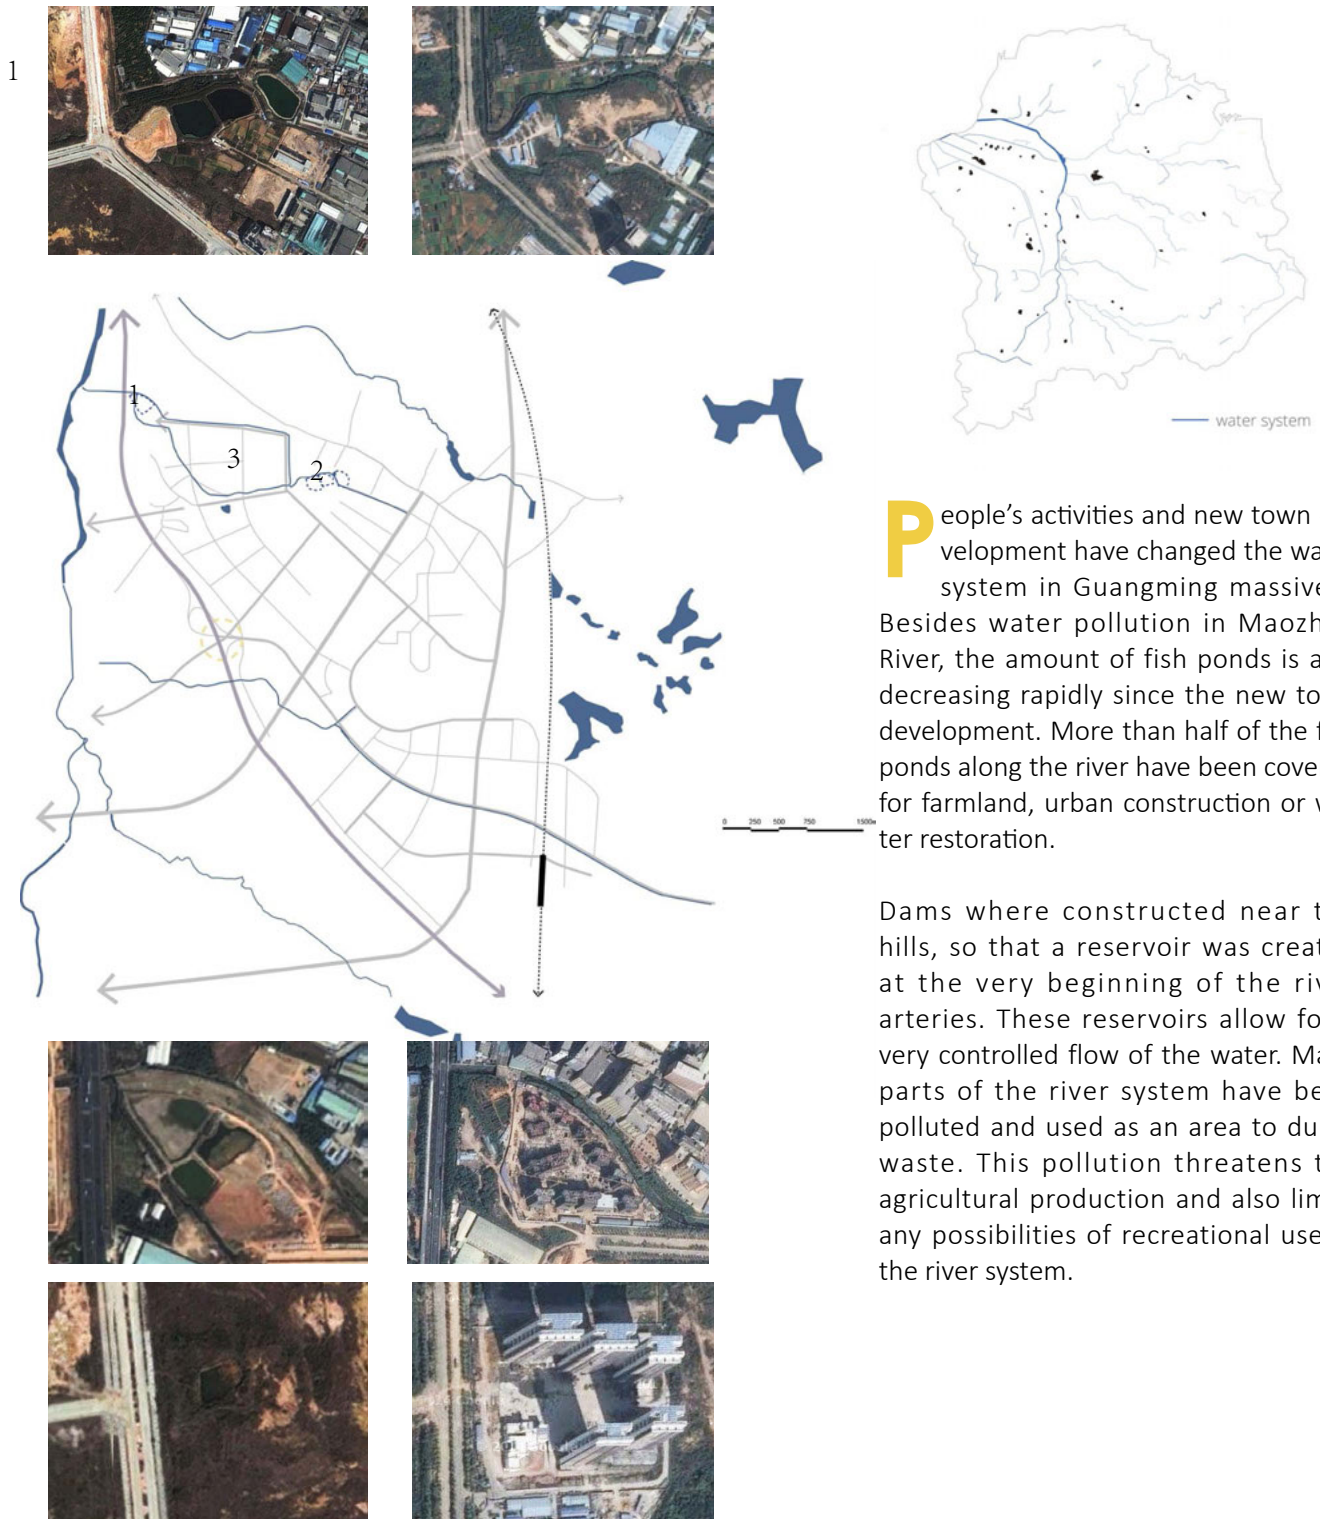 1
1
3
2
water system
0 250 500 750 1500m
People’s activities and new town
velopment have changed the wa
system in Guangming massive
Besides water pollution in Maozh
River, the amount of fish ponds is a
decreasing rapidly since the new to
development. More than half of the f
ponds along the river have been cove
for farmland, urban construction or w
ter restoration.
Dams where constructed near t
hills, so that a reservoir was creat
at the very beginning of the riv
arteries. These reservoirs allow fo
very controlled flow of the water. Ma
parts of the river system have be
polluted and used as an area to du
waste. This pollution threatens t
agricultural production and also lim
any possibilities of recreational use
the river system.